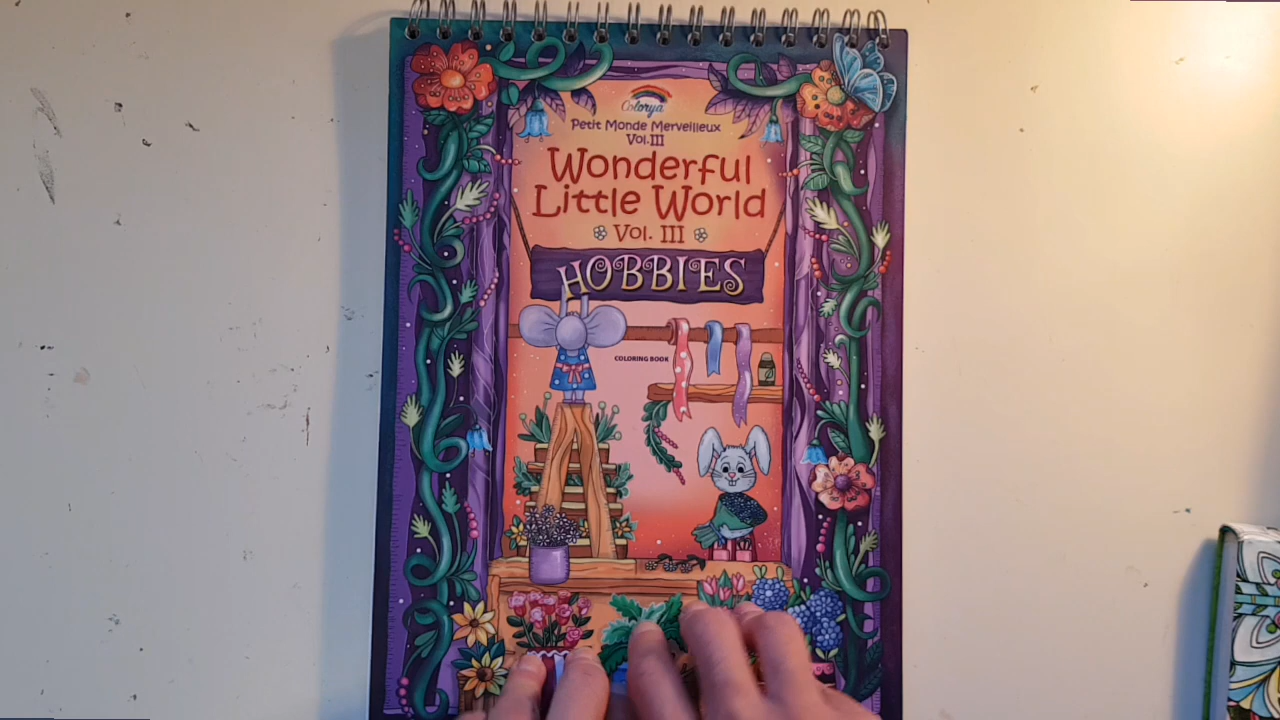 Colorya
Petit Monde Merveilleux
Vol.III
Wonderful
Little World
Vol. III
HOBBIES
COLORING BOOK